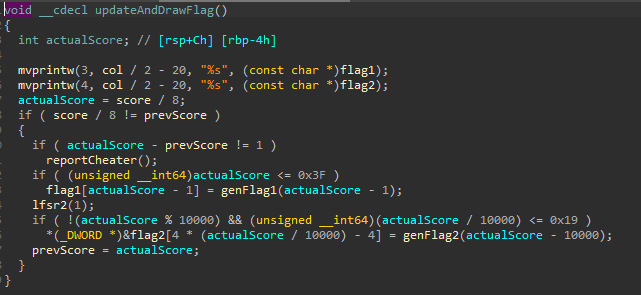 void __cdecl updateAndDrawFlag()
{
int actualScore; // [rsp+Ch] [rbp-4h]
mvprintw(3, col / 2 - 20, "%s", (const char *)flag1);
mvprintw(4, col / 2 - 20, "%s", (const char *)flag2);
actualScore = score / 8;
if ( score / 8 != prevScore )
{
if ( actualScore - prevScore != 1 )
reportCheater();
if ( (unsigned __int64)actualScore <= 0x3F )
flag1[actualScore - 1] = genFlag1(actualScore - 1);
lfsr2(1);
if ( !(actualScore % 10000) && (unsigned __int64)(actualScore / 10000) <= 0x19 )
*(_DWORD *)&flag2[4 * (actualScore / 10000) - 4] = genFlag2(actualScore - 10000);
prevScore = actualScore;
}
}